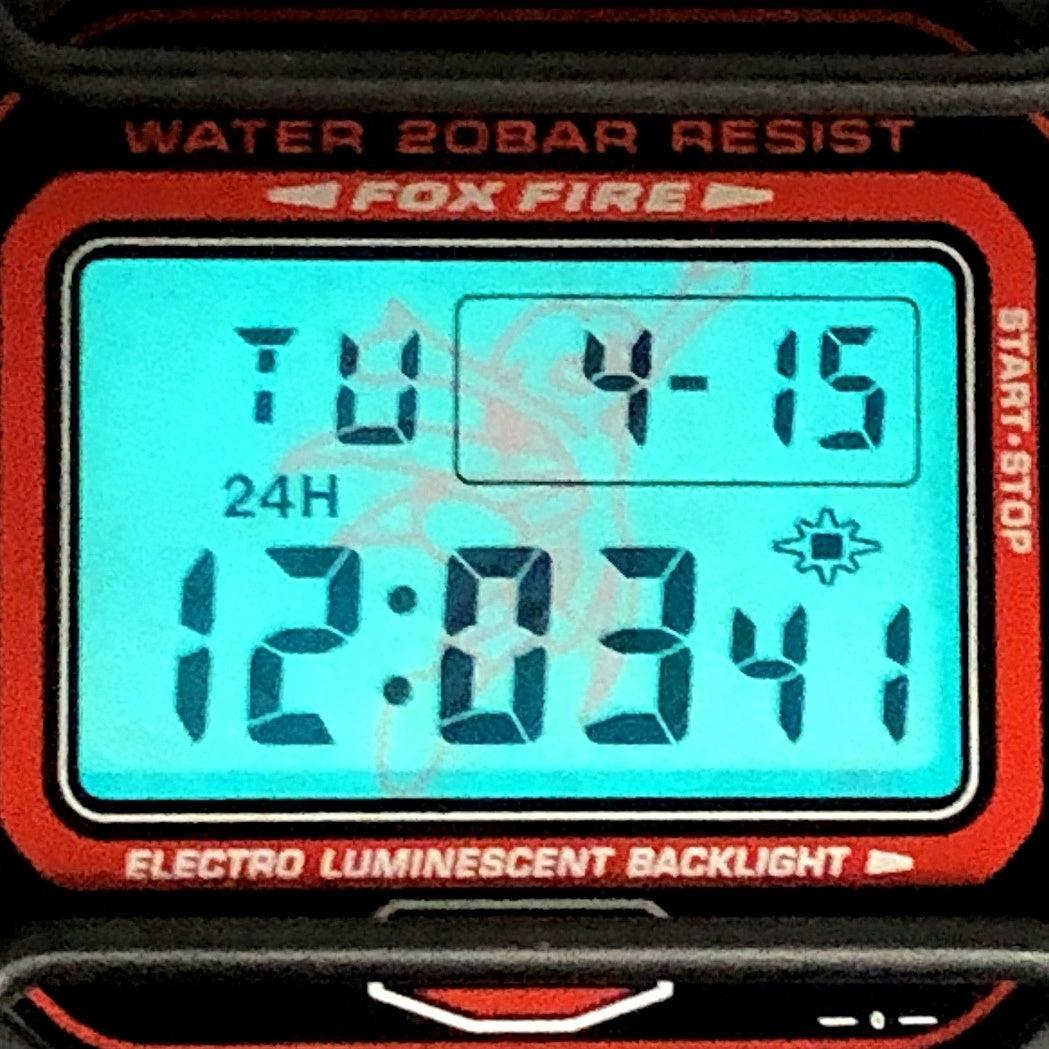 WATER 20BAR RESIST
FOX FIRE
TU 4-15
24H
12:03 41
START·STOP
ELECTRO LUMINESCENT BACKLIGHT